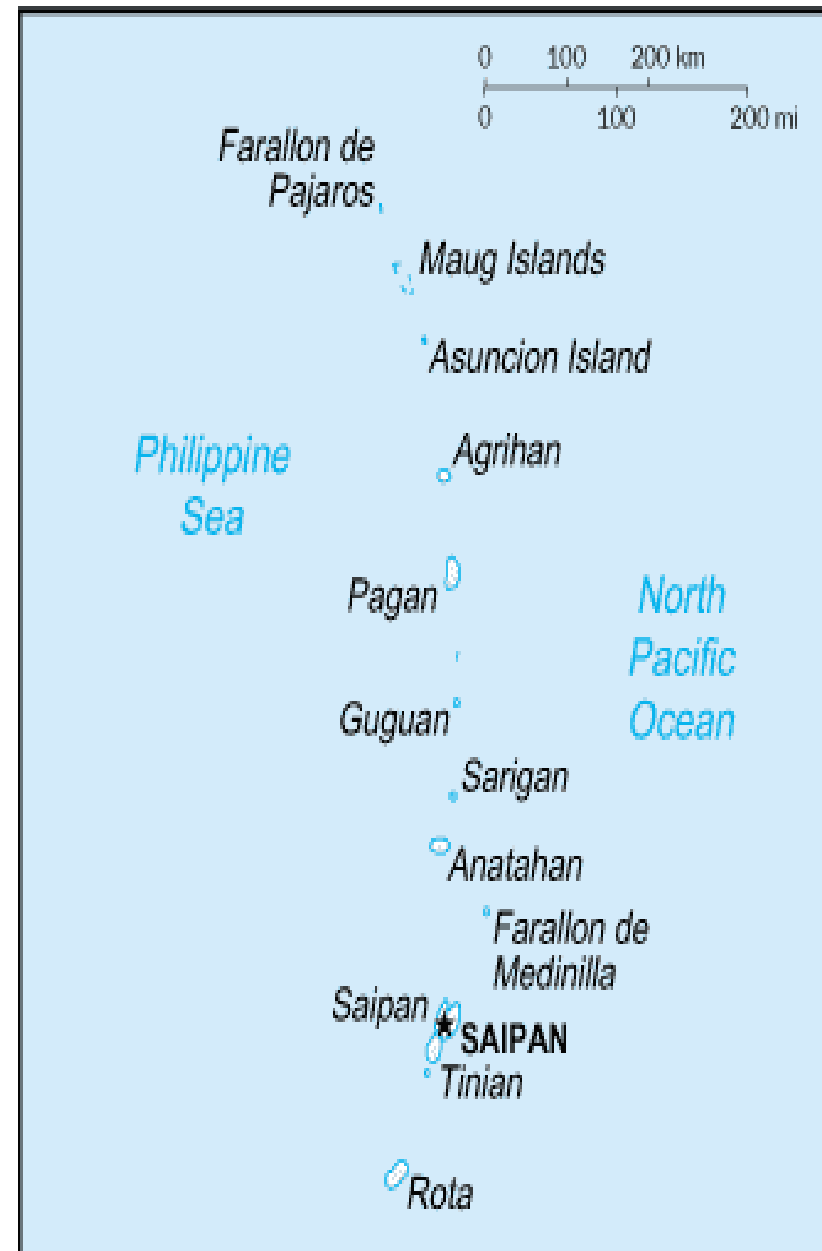 0 100 200 km
0 100 200 mi
Farallon de
Pajaros
Maug Islands
Asuncion Island
Agrihan
Philippine
Sea
Pagan
North
Pacific
Ocean
Guguan
Sarigan
Anatahan
Farallon de
Medinilla
Saipan
SAIPAN
Tinian
Rota